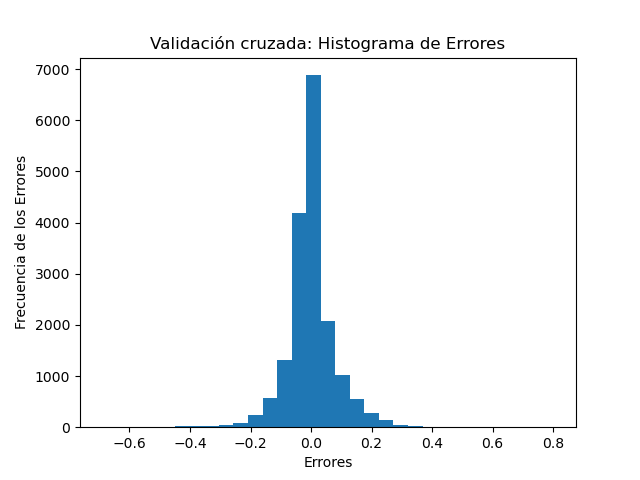 Validación cruzada: Histograma de Errores
Frecuencia de los Errores
7000
6000
5000
4000
3000
2000
1000
0
−0.6 −0.4 −0.2 0.0 0.2 0.4 0.6 0.8
Errores